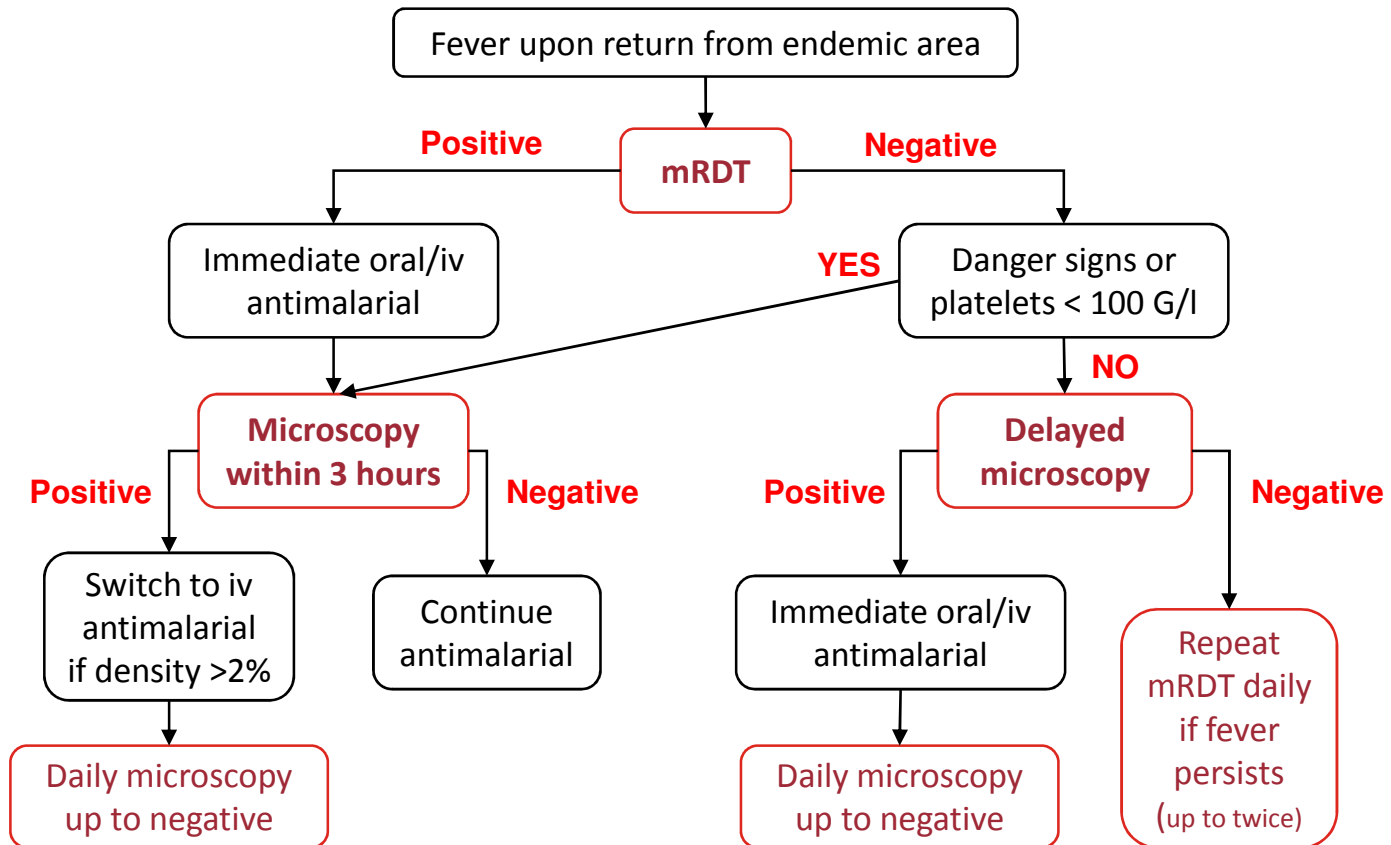 Fever upon return from endemic area
Positive
mRDT
Negative
Immediate oral/iv
antimalarial
YES
Danger signs or
platelets < 100 G/l
NO
Microscopy
within 3 hours
Delayed
microscopy
Positive
Negative
Positive
Negative
Switch to iv
antimalarial
if density >2%
Continue
antimalarial
Immediate oral/iv
antimalarial
Repeat
mRDT daily
if fever
persists
(up to twice)
Daily microscopy
up to negative
Daily microscopy
up to negative